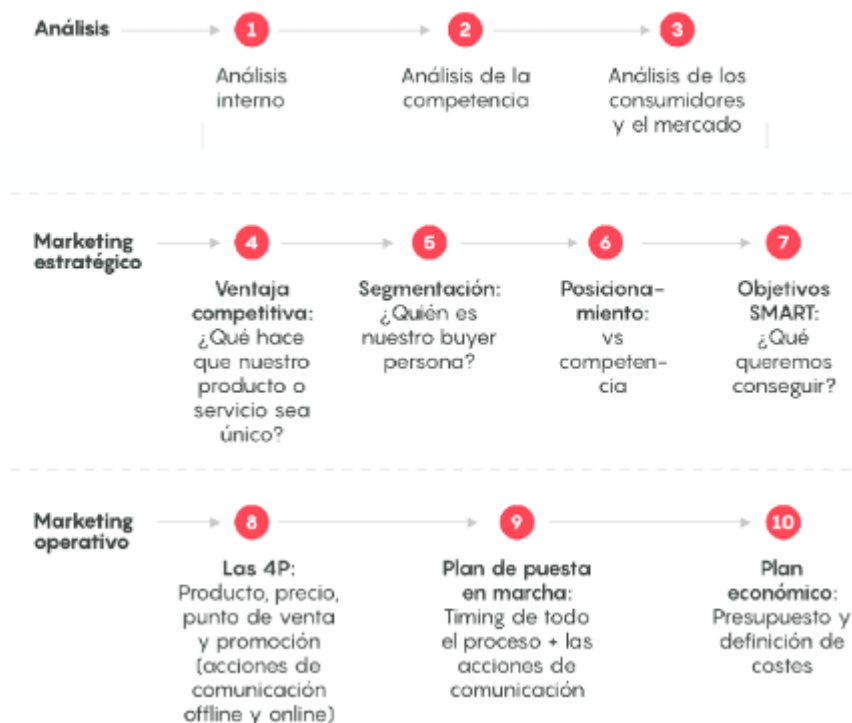 Análisis
1
2
3
Análisis
interno
Análisis de la
competencia
Análisis de los
consumidores
y el mercado
Marketing
estratégico
4
5
6
7
Ventaja
competitiva:
¿Qué hace
que nuestro
producto o
servicio sea
único?
Segmentación:
¿Quién es
nuestro buyer
persona?
Posiciona-
miento:
vs
competen-
cia
Objetivos
SMART:
¿Qué
queremos
conseguir?
Marketing
operativo
8
9
10
Las 4P:
Producto, precio,
punto de venta
y promoción
(acciones de
comunicación
offline y online)
Plan de puesta
en marcha:
Timing de todo
el proceso + las
acciones de
comunicación
Plan
económico:
Presupuesto y
definición de
costes